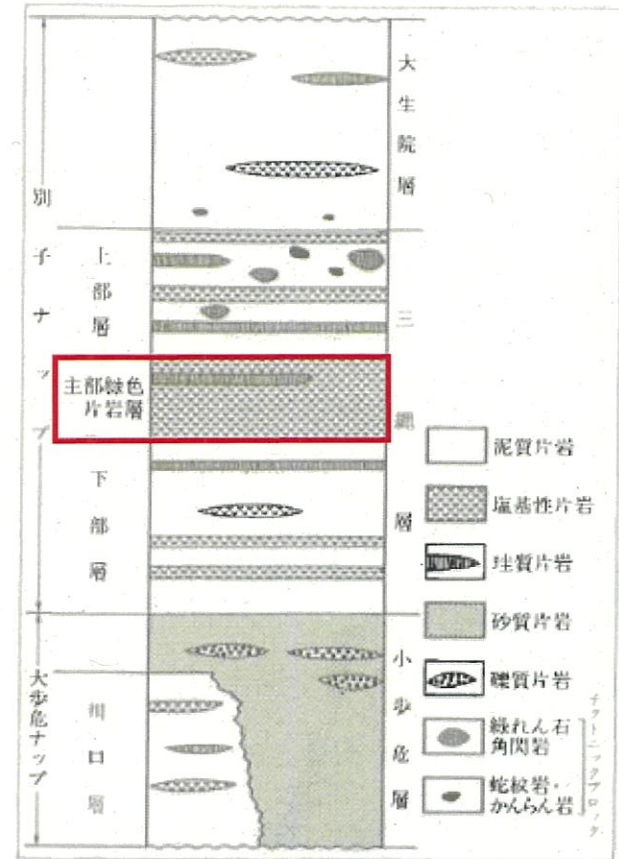 別子ナップ
大歩危ナップ
上部層
主部緑色
片岩層
下部層
川口層
大生院層
三縄層
小歩危層
泥質片岩
塩基性片岩
珪質片岩
砂質片岩
礫質片岩
緑れん石
角閃岩
蛇紋岩・
かんらん岩
テクトニックブロック